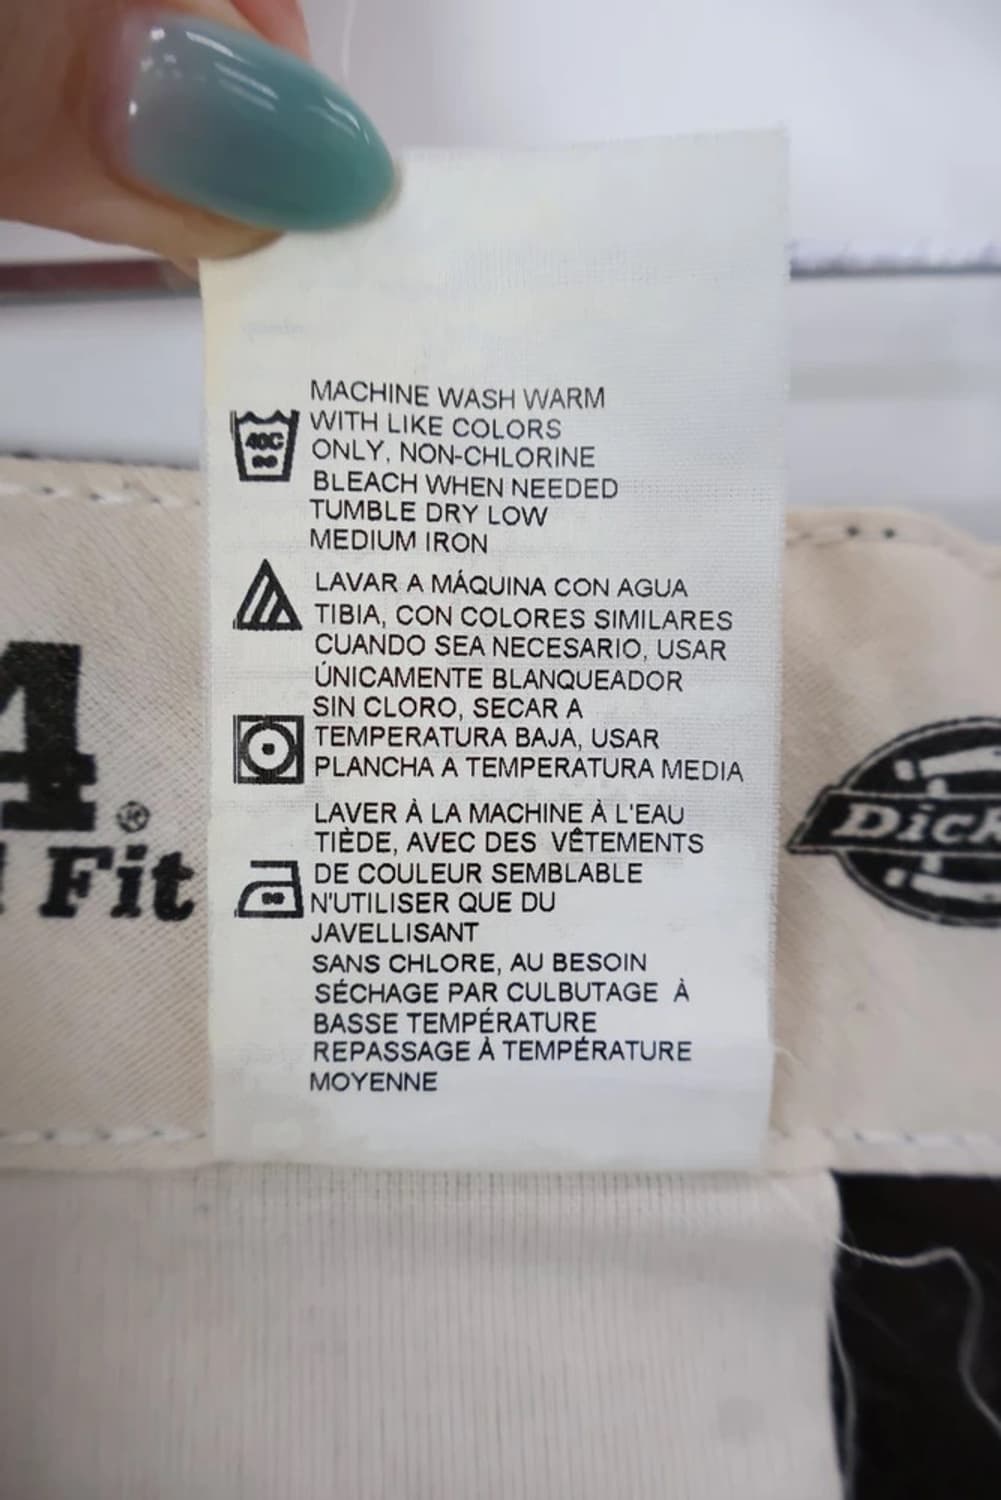 MACHINE WASH WARM
WITH LIKE COLORS
ONLY, NON-CHLORINE
BLEACH WHEN NEEDED
TUMBLE DRY LOW
MEDIUM IRON
40C
LAVAR A MÁQUINA CON AGUA
TIBIA, CON COLORES SIMILARES
CUANDO SEA NECESARIO, USAR
ÚNICAMENTE BLANQUEADOR
SIN CLORO, SECAR A
TEMPERATURA BAJA, USAR
PLANCHA A TEMPERATURA MEDIA
LAVER À LA MACHINE À L'EAU
TIÈDE, AVEC DES VÊTEMENTS
DE COULEUR SEMBLABLE
N'UTILISER QUE DU
JAVELLISANT
SANS CHLORE, AU BESOIN
SÉCHAGE PAR CULBUTAGE À
BASSE TEMPÉRATURE
REPASSAGE À TEMPÉRATURE
MOYENNE
4®
Fit
Dick